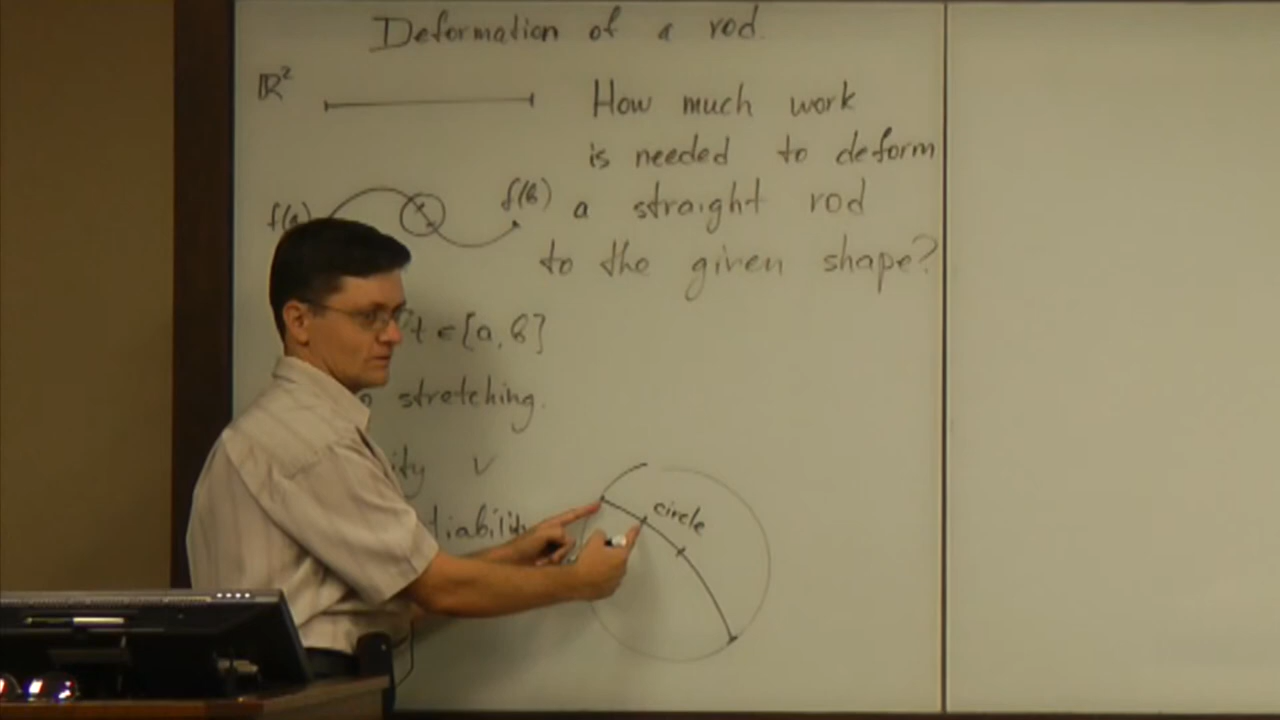 Deformation of a rod.
ℝ²
How much work
is needed to deform
f(a)
f(b)
a straight rod
to the given shape?
t ∈ [a, b]
stretching.
circle